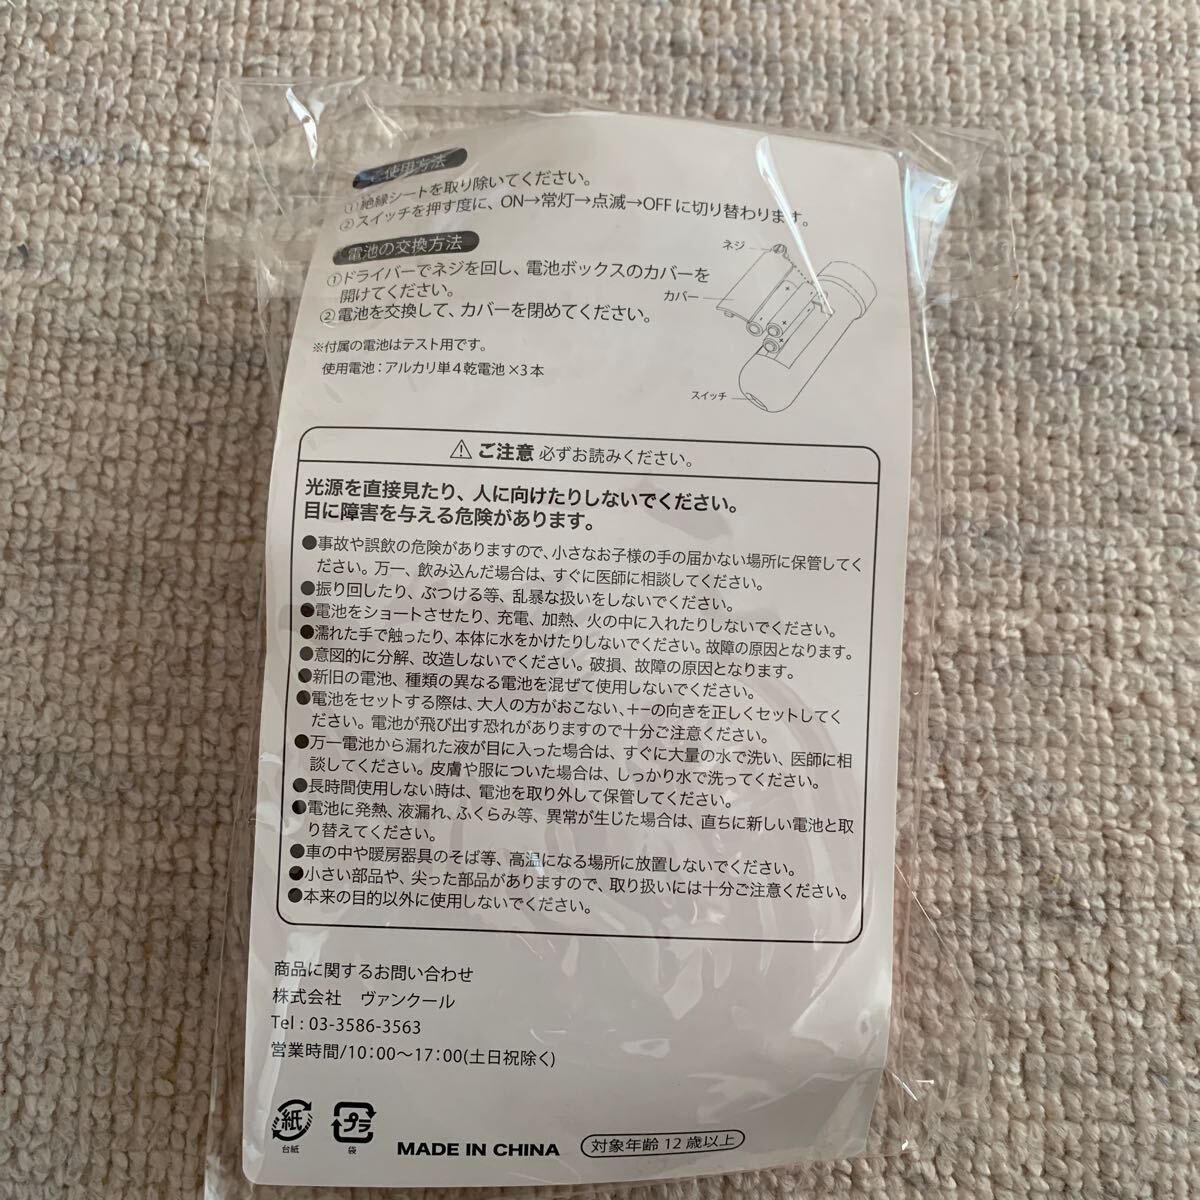 ご使用方法
①絶縁シートを取り除いてください。
②スイッチを押す度に、ON→常灯→点滅→OFFに切り替わります。
電池の交換方法
①ドライバーでネジを回し、電池ボックスのカバーを
開けてください。
②電池を交換して、カバーを閉めてください。
※付属の電池はテスト用です。
使用電池:アルカリ単4乾電池×3本
ネジ
カバー
スイッチ
⚠ご注意 必ずお読みください。
光源を直接見たり、人に向けたりしないでください。
目に障害を与える危険があります。
●事故や誤飲の危険がありますので、小さなお子様の手の届かない場所に保管してく
ださい。万一、飲み込んだ場合は、すぐに医師に相談してください。
●振り回したり、ぶつける等、乱暴な扱いをしないでください。
●電池をショートさせたり、充電、加熱、火の中に入れたりしないでください。
●濡れた手で触ったり、本体に水をかけたりしないでください。故障の原因となります。
●意図的に分解、改造しないでください。破損、故障の原因となります。
●新旧の電池、種類の異なる電池を混ぜて使用しないでください。
●電池をセットする際は、大人の方がおこない、+−の向きを正しくセットしてく
ださい。電池が飛び出す恐れがありますので十分ご注意ください。
●万一電池から漏れた液が目に入った場合は、すぐに大量の水で洗い、医師に相
談してください。皮膚や服についた場合は、しっかり水で洗ってください。
●長時間使用しない時は、電池を取り外して保管してください。
●電池に発熱、液漏れ、ふくらみ等、異常が生じた場合は、直ちに新しい電池と取
り替えてください。
●車の中や暖房器具のそば等、高温になる場所に放置しないでください。
●小さい部品や、尖った部品がありますので、取り扱いには十分ご注意ください。
●本来の目的以外に使用しないでください。
商品に関するお問い合わせ
株式会社 ヴァンクール
Tel:03-3586-3563
営業時間/10:00〜17:00(土日祝除く)
紙
台紙
プラ
袋
MADE IN CHINA
対象年齢12歳以上